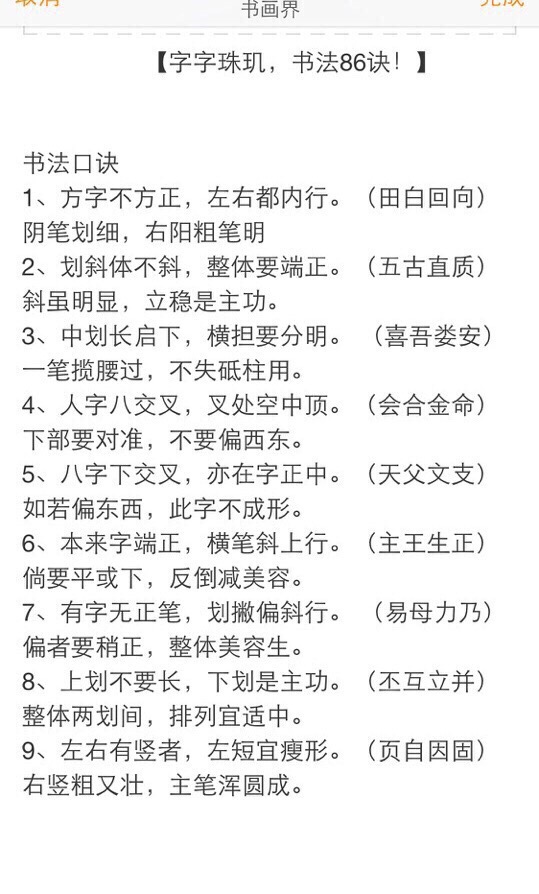 取消
书画界
完成
【字字珠玑，书法86诀！】
书法口诀
1、方字不方正，左右都内行。（田白回向）
阴笔划细，右阳粗笔明
2、划斜体不斜，整体要端正。（五古直质）
斜虽明显，立稳是主功。
3、中划长启下，横担要分明。（喜吾娄安）
一笔揽腰过，不失砥柱用。
4、人字八交叉，叉处空中顶。（会合金命）
下部要对准，不要偏西东。
5、八字下交叉，亦在字正中。（天父文支）
如若偏东西，此字不成形。
6、本来字端正，横笔斜上行。（主王生正）
倘要平或下，反倒减美容。
7、有字无正笔，划撇偏斜行。（易母力乃）
偏者要稍正，整体美容生。
8、上划不要长，下划是主功。（丕互立并）
整体两划间，排列宜适中。
9、左右有竖者，左短宜瘦形。（页自因固）
右竖粗又壮，主笔浑圆成。